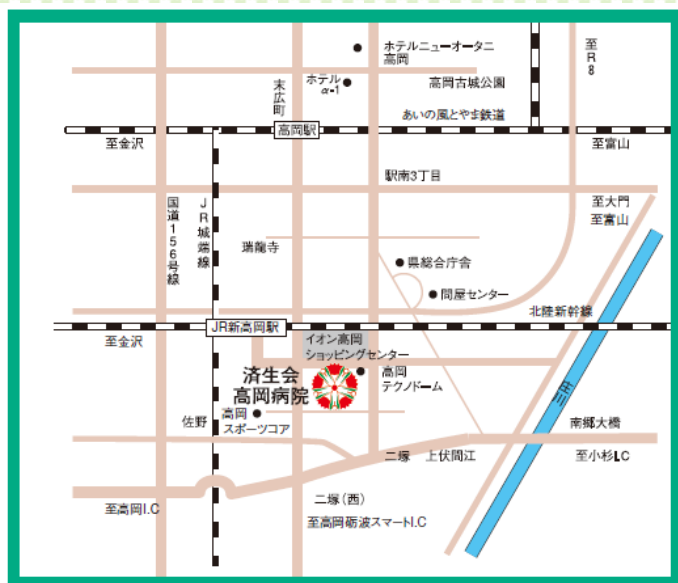 ホテルニューオータニ
高岡
至R8
ホテル
α-1
高岡古城公園
末広町
あいの風とやま鉄道
高岡駅
至金沢
至富山
駅南3丁目
国道156号線
JR城端線
至大門
至富山
瑞龍寺
県総合庁舎
問屋センター
北陸新幹線
JR新高岡駅
至金沢
イオン高岡
ショッピングセンター
済生会
高岡病院
高岡
テクノドーム
庄川
佐野
高岡
スポーツコア
南郷大橋
二塚
上伏間江
至小杉I.C
二塚(西)
至高岡I.C
至高岡砺波スマートI.C